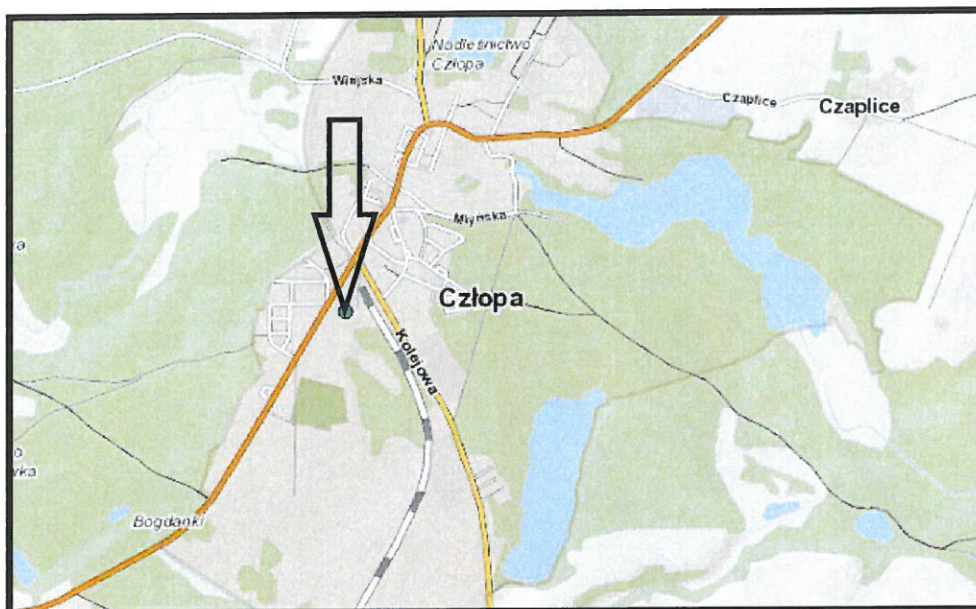 Nadleśnictwo
Człopa
Wiejska
Czaplice
Czaplice
Młyńska
Człopa
Kolejowa
Bogdanki